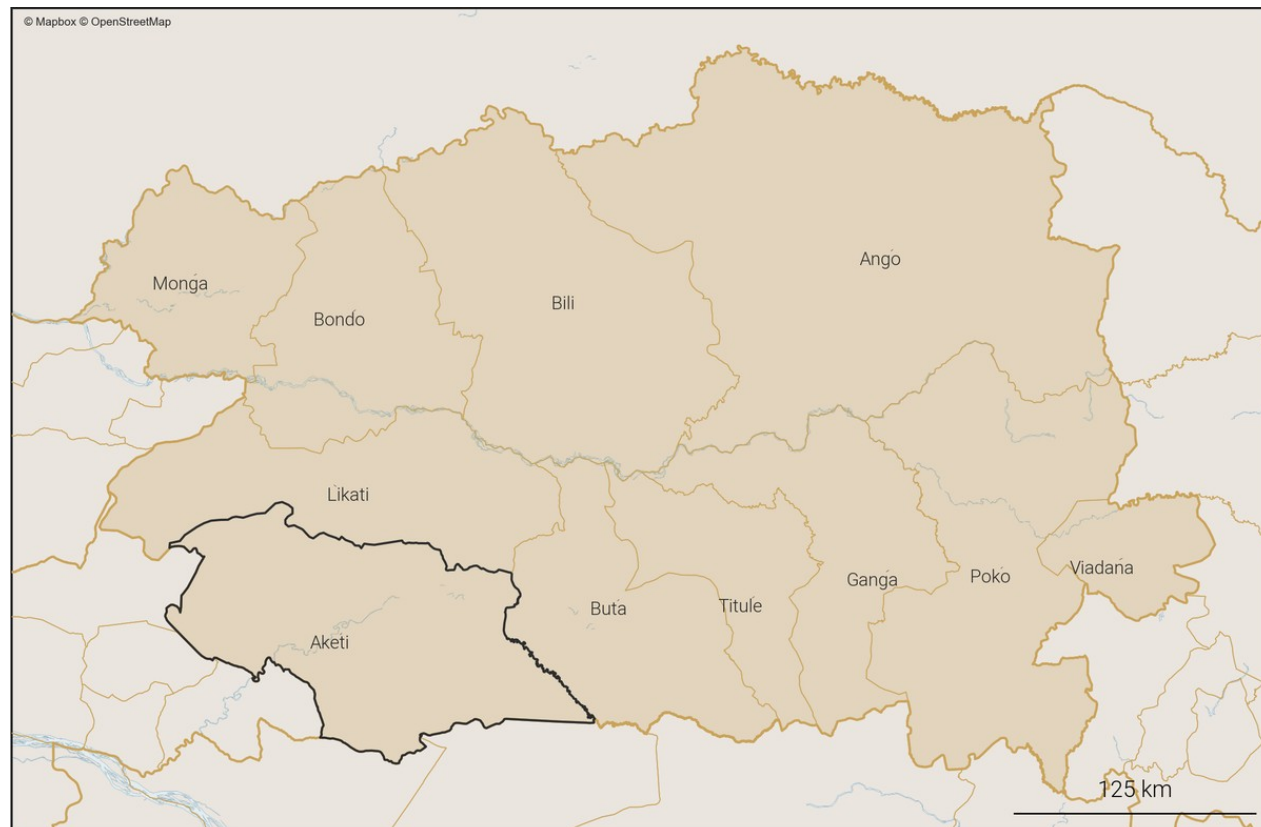 © Mapbox © OpenStreetMap
Ango
Monga
Bili
Bondo
Likati
Viadana
Poko
Ganga
Titule
Buta
Aketi
125 km